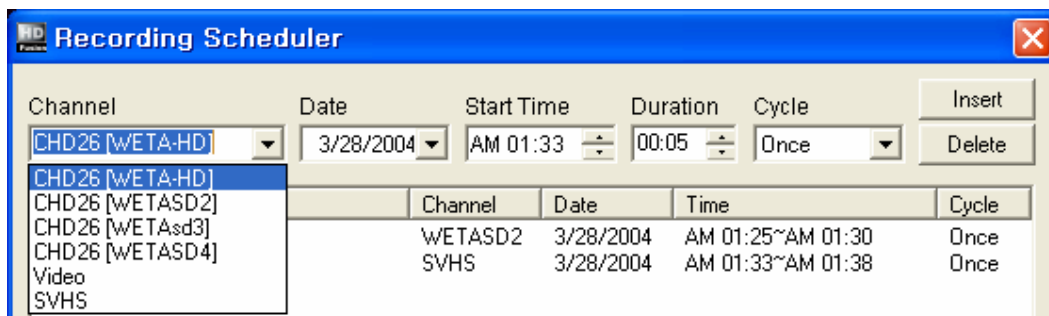 HD Fusion Recording Scheduler
Channel Date Start Time Duration Cycle Insert
CHD26 [WETA-HD] 3/28/2004 AM 01:33 00:05 Once Delete
CHD26 [WETA-HD]
CHD26 [WETASD2] Channel Date Time Cycle
CHD26 [WETAsd3] WETASD2 3/28/2004 AM 01:25~AM 01:30 Once
CHD26 [WETASD4] SVHS 3/28/2004 AM 01:33~AM 01:38 Once
Video
SVHS